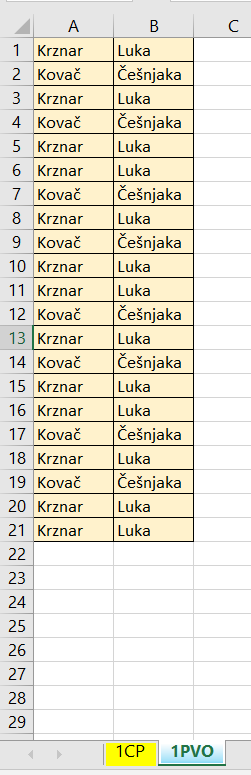 A B C
1 Krznar Luka
2 Kovač Češnjaka
3 Krznar Luka
4 Kovač Češnjaka
5 Krznar Luka
6 Krznar Luka
7 Kovač Češnjaka
8 Krznar Luka
9 Kovač Češnjaka
10 Krznar Luka
11 Krznar Luka
12 Kovač Češnjaka
13 Krznar Luka
14 Kovač Češnjaka
15 Krznar Luka
16 Krznar Luka
17 Kovač Češnjaka
18 Krznar Luka
19 Kovač Češnjaka
20 Krznar Luka
21 Krznar Luka
22
23
24
25
26
27
28
29
1CP 1PVO